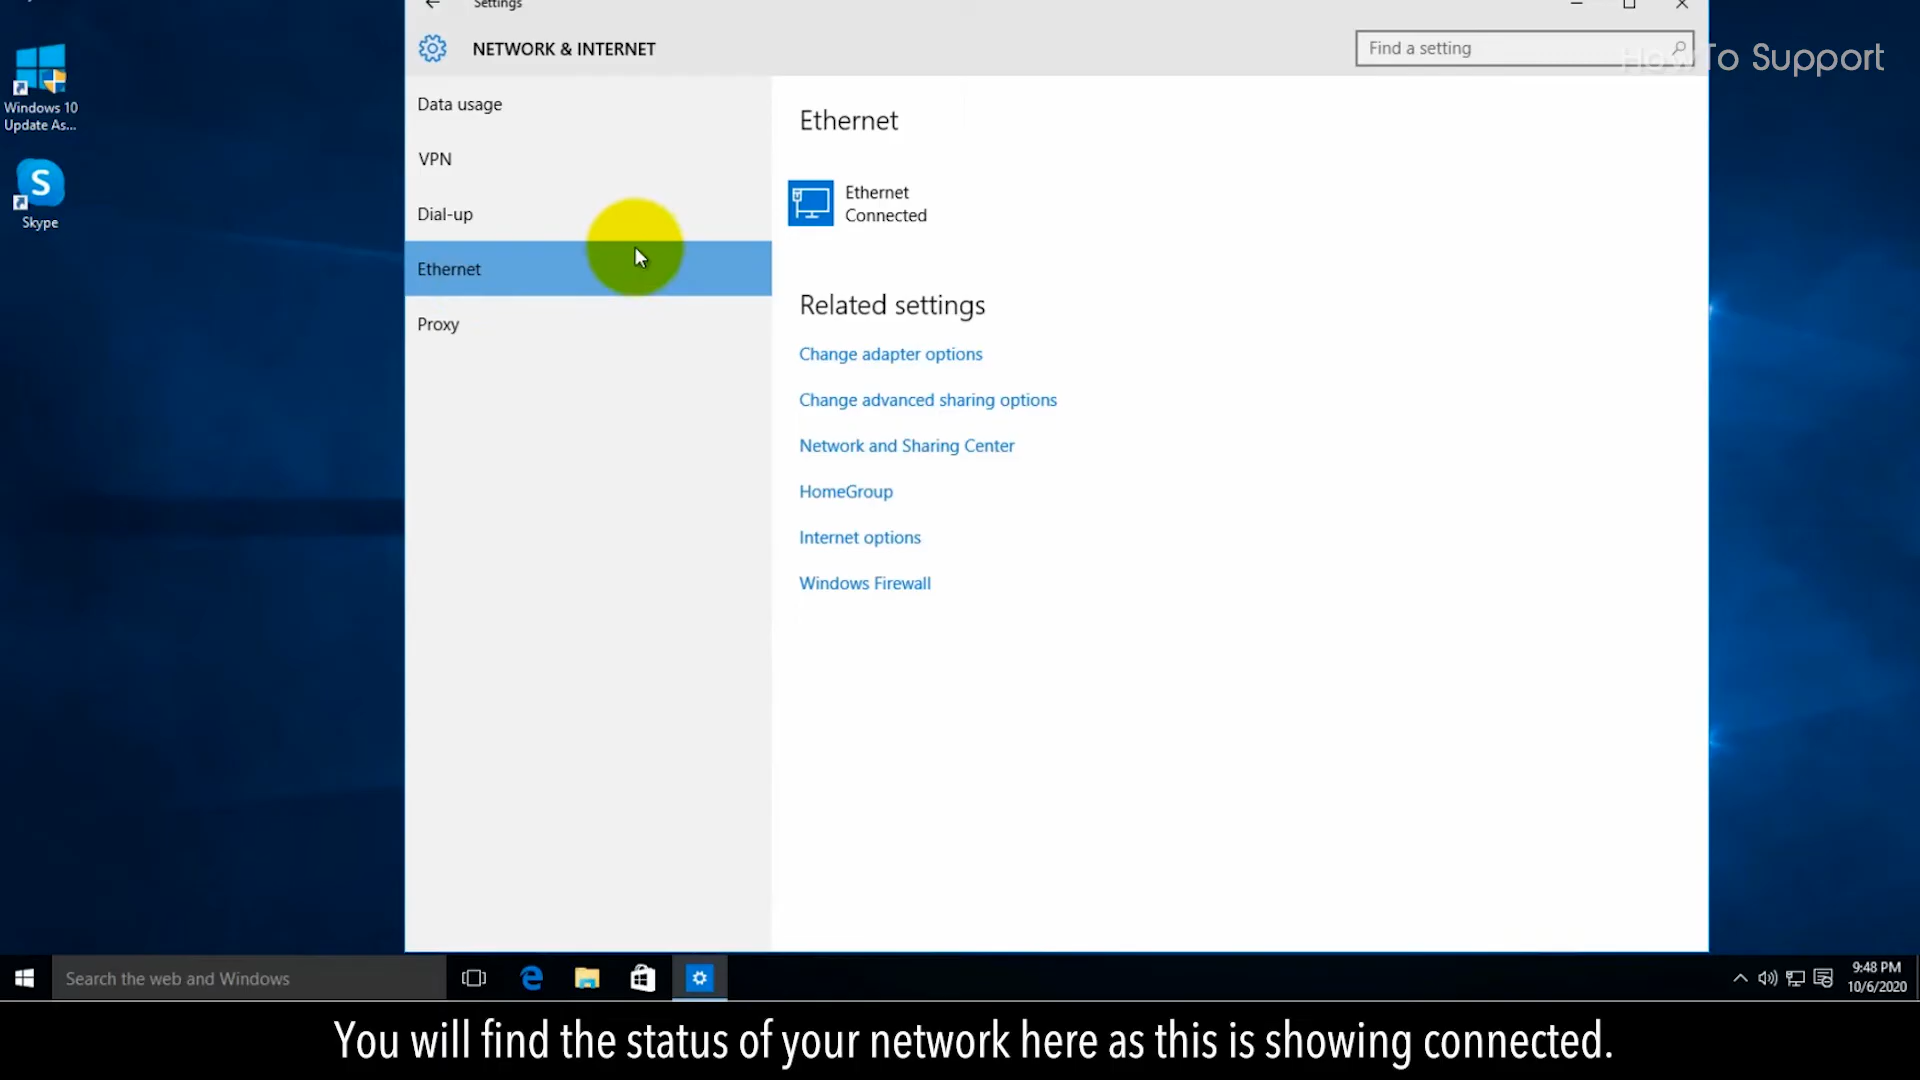 Settings
NETWORK & INTERNET
Find a setting
HowTo Support
Windows 10
Update As...
Skype
Data usage
VPN
Dial-up
Ethernet
Proxy
Ethernet
Ethernet
Connected
Related settings
Change adapter options
Change advanced sharing options
Network and Sharing Center
HomeGroup
Internet options
Windows Firewall
Search the web and Windows
9:48 PM
10/6/2020
You will find the status of your network here as this is showing connected.